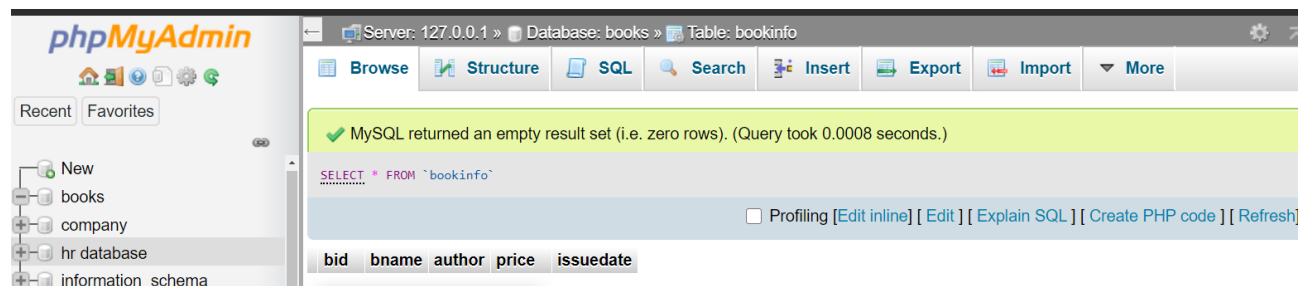 phpMyAdmin
Recent Favorites
New
books
company
hr database
information_schema
Server: 127.0.0.1 » Database: books » Table: bookinfo
Browse Structure SQL Search Insert Export Import More
MySQL returned an empty result set (i.e. zero rows). (Query took 0.0008 seconds.)
SELECT * FROM `bookinfo`
Profiling [Edit inline] [ Edit ] [ Explain SQL ] [ Create PHP code ] [ Refresh]
bid bname author price issuedate